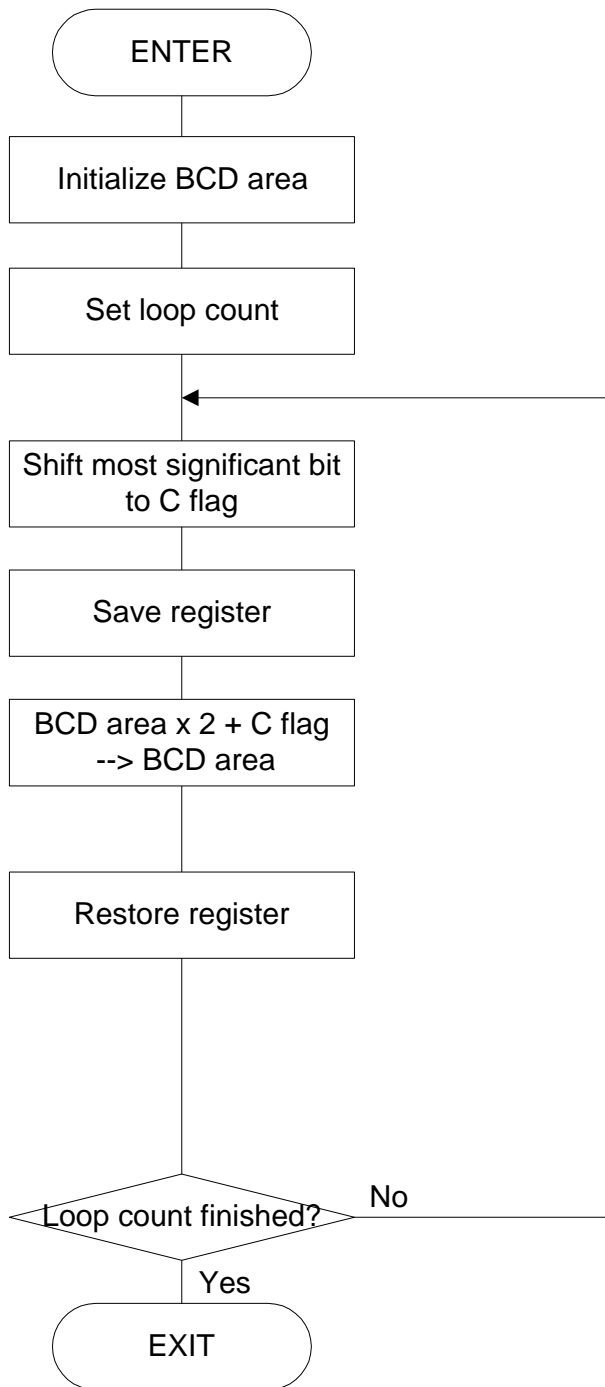 ENTER
Initialize BCD area
Set loop count
Shift most significant bit
to C flag
Save register
BCD area x 2 + C flag
--> BCD area
Restore register
Loop count finished?
No
Yes
EXIT